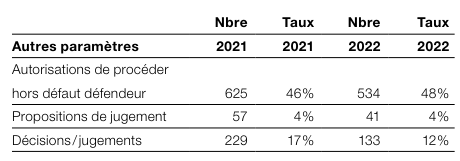 Nbre Taux Nbre Taux
Autres paramètres 2021 2021 2022 2022
Autorisations de procéder
hors défaut défendeur 625 46% 534 48%
Propositions de jugement 57 4% 41 4%
Décisions/jugements 229 17% 133 12%